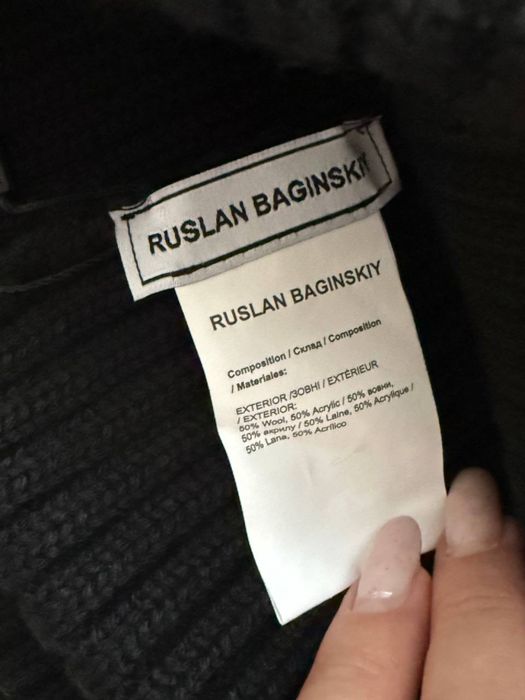 RUSLAN BAGINSKIY
RUSLAN BAGINSKIY
Composition / Склад / Composition
/ Materiales:
EXTERIOR /ЗОВНІ / EXTÉRIEUR
/ EXTERIOR:
50% Wool, 50% Acrylic / 50% вовни,
50% акрилу / 50% Laine, 50% Acrylique /
50% Lana, 50% Acrílico